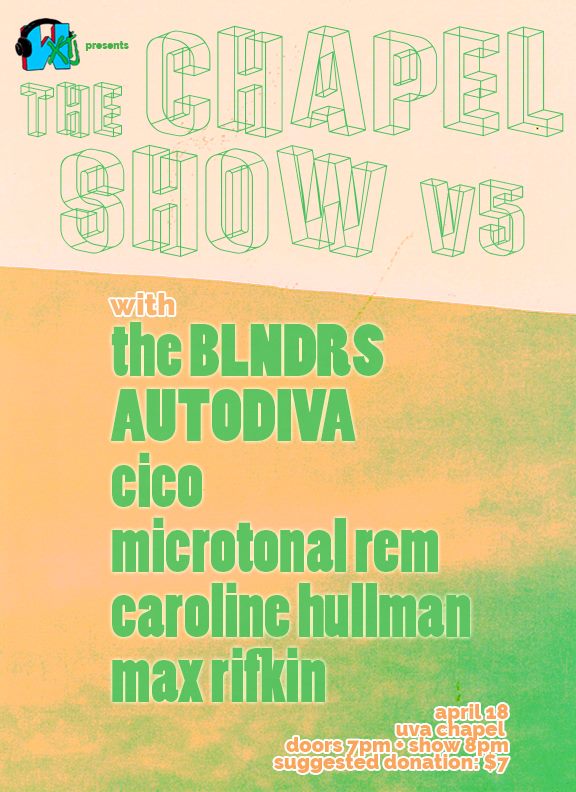 WXTJ presents
THE CHAPEL
SHOW V5
with
the BLNDRS
AUTODIVA
cico
microtonal rem
caroline hullman
max rifkin
april 18
uva chapel
doors 7pm • show 8pm
suggested donation: $7